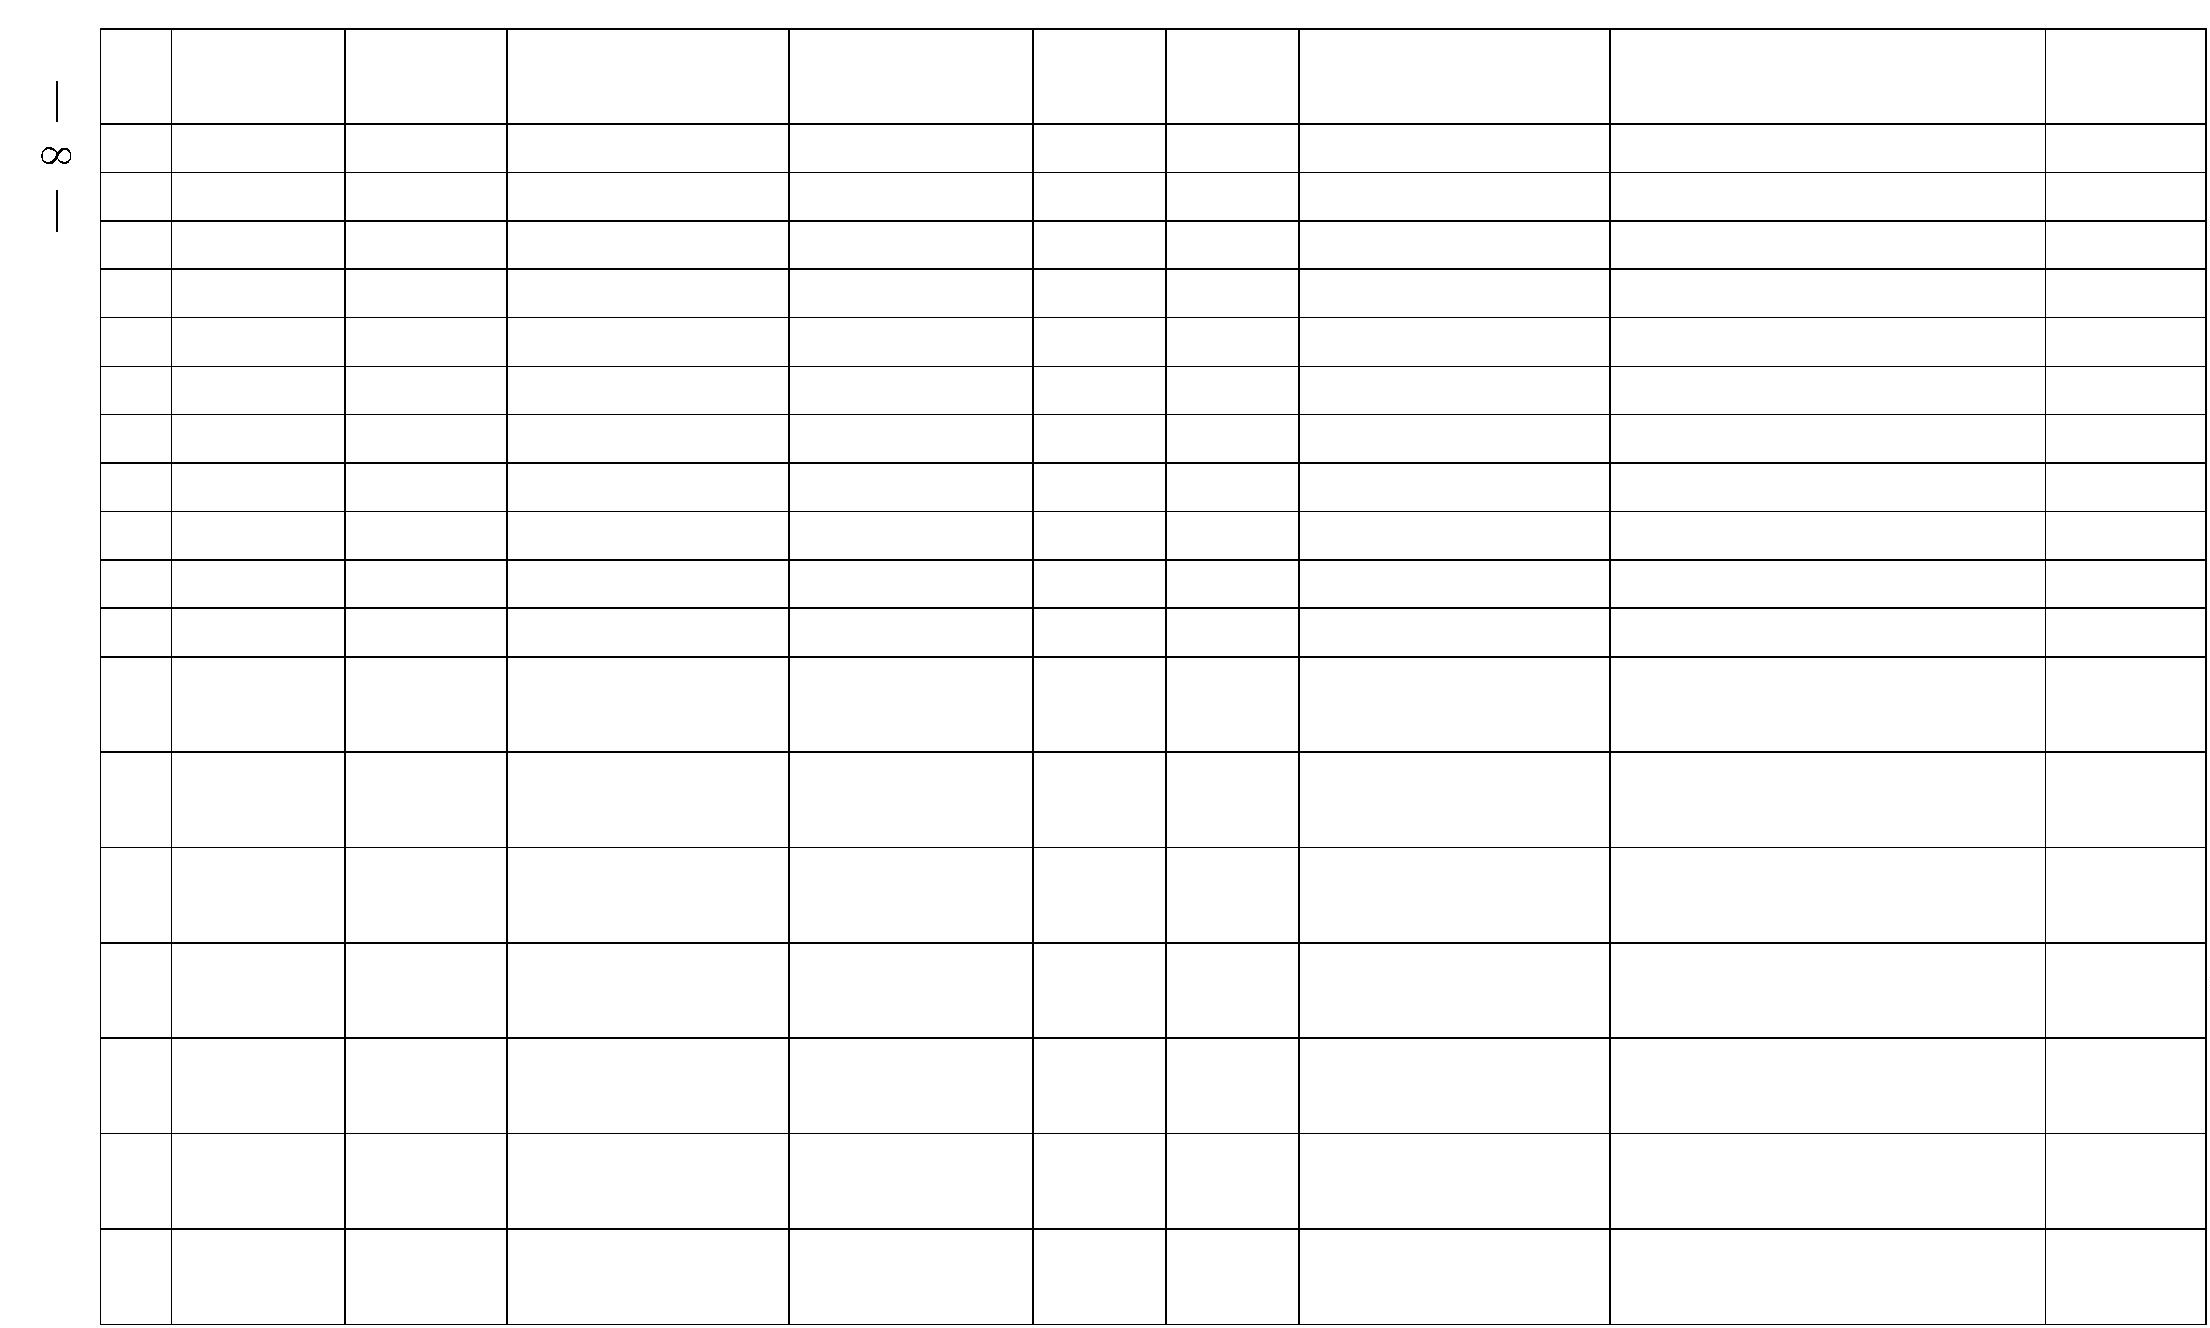 — 8 —